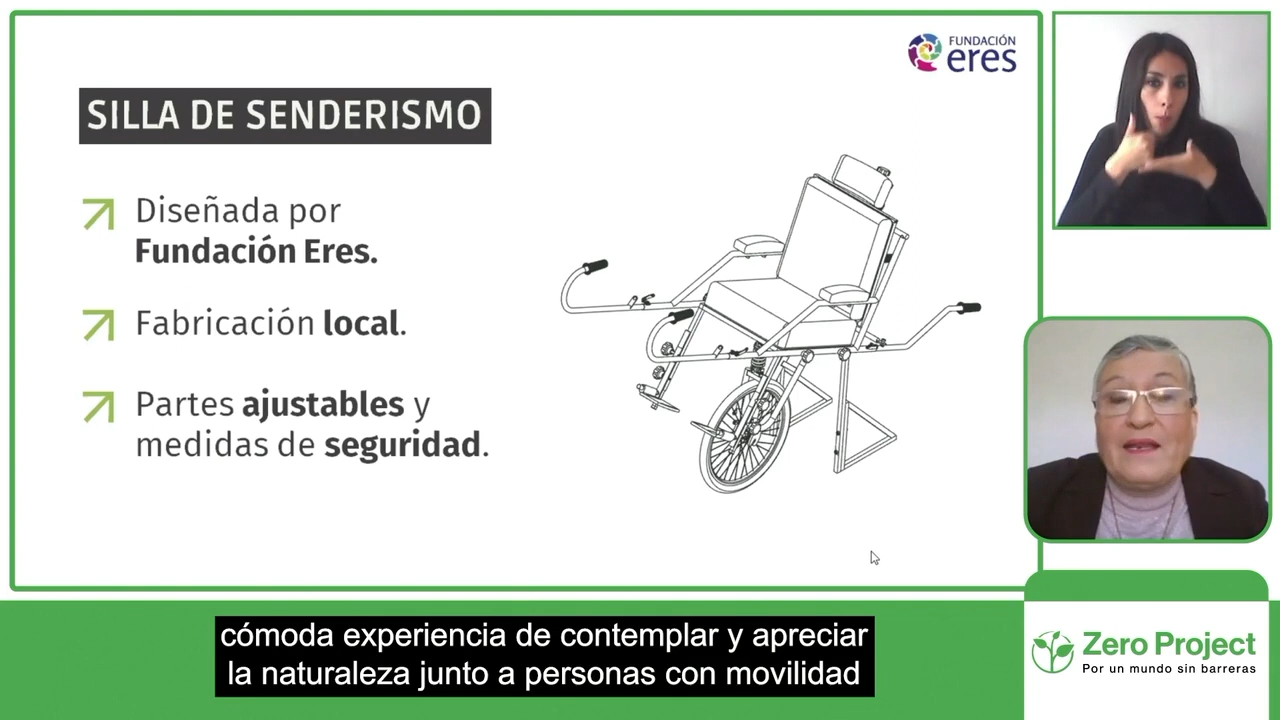 FUNDACIÓN
eres
SILLA DE SENDERISMO
Diseñada por
Fundación Eres.
Fabricación local.
Partes ajustables y
medidas de seguridad.
cómoda experiencia de contemplar y apreciar
la naturaleza junto a personas con movilidad
Zero Project
Por un mundo sin barreras